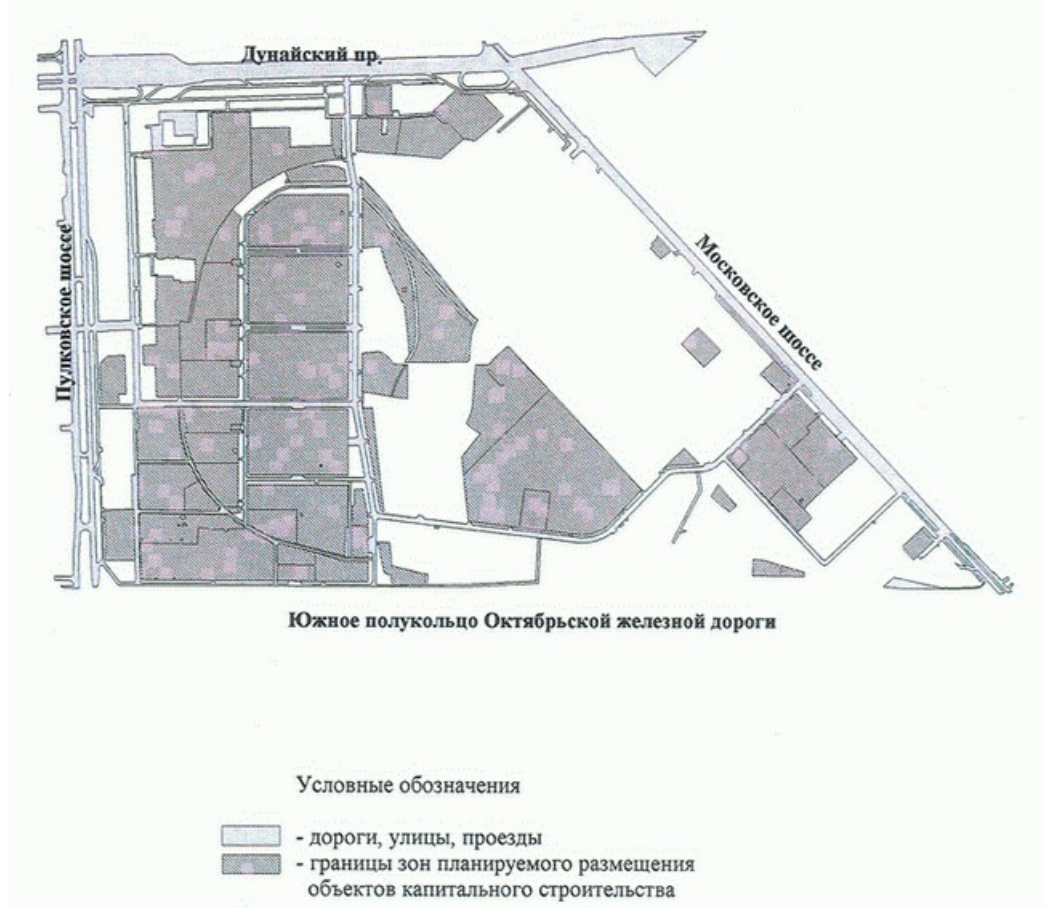 Дунайский пр.
Пулковское шоссе
Московское шоссе
Южное полукольцо Октябрьской железной дороги
Условные обозначения
- дороги, улицы, проезды
- границы зон планируемого размещения
объектов капитального строительства